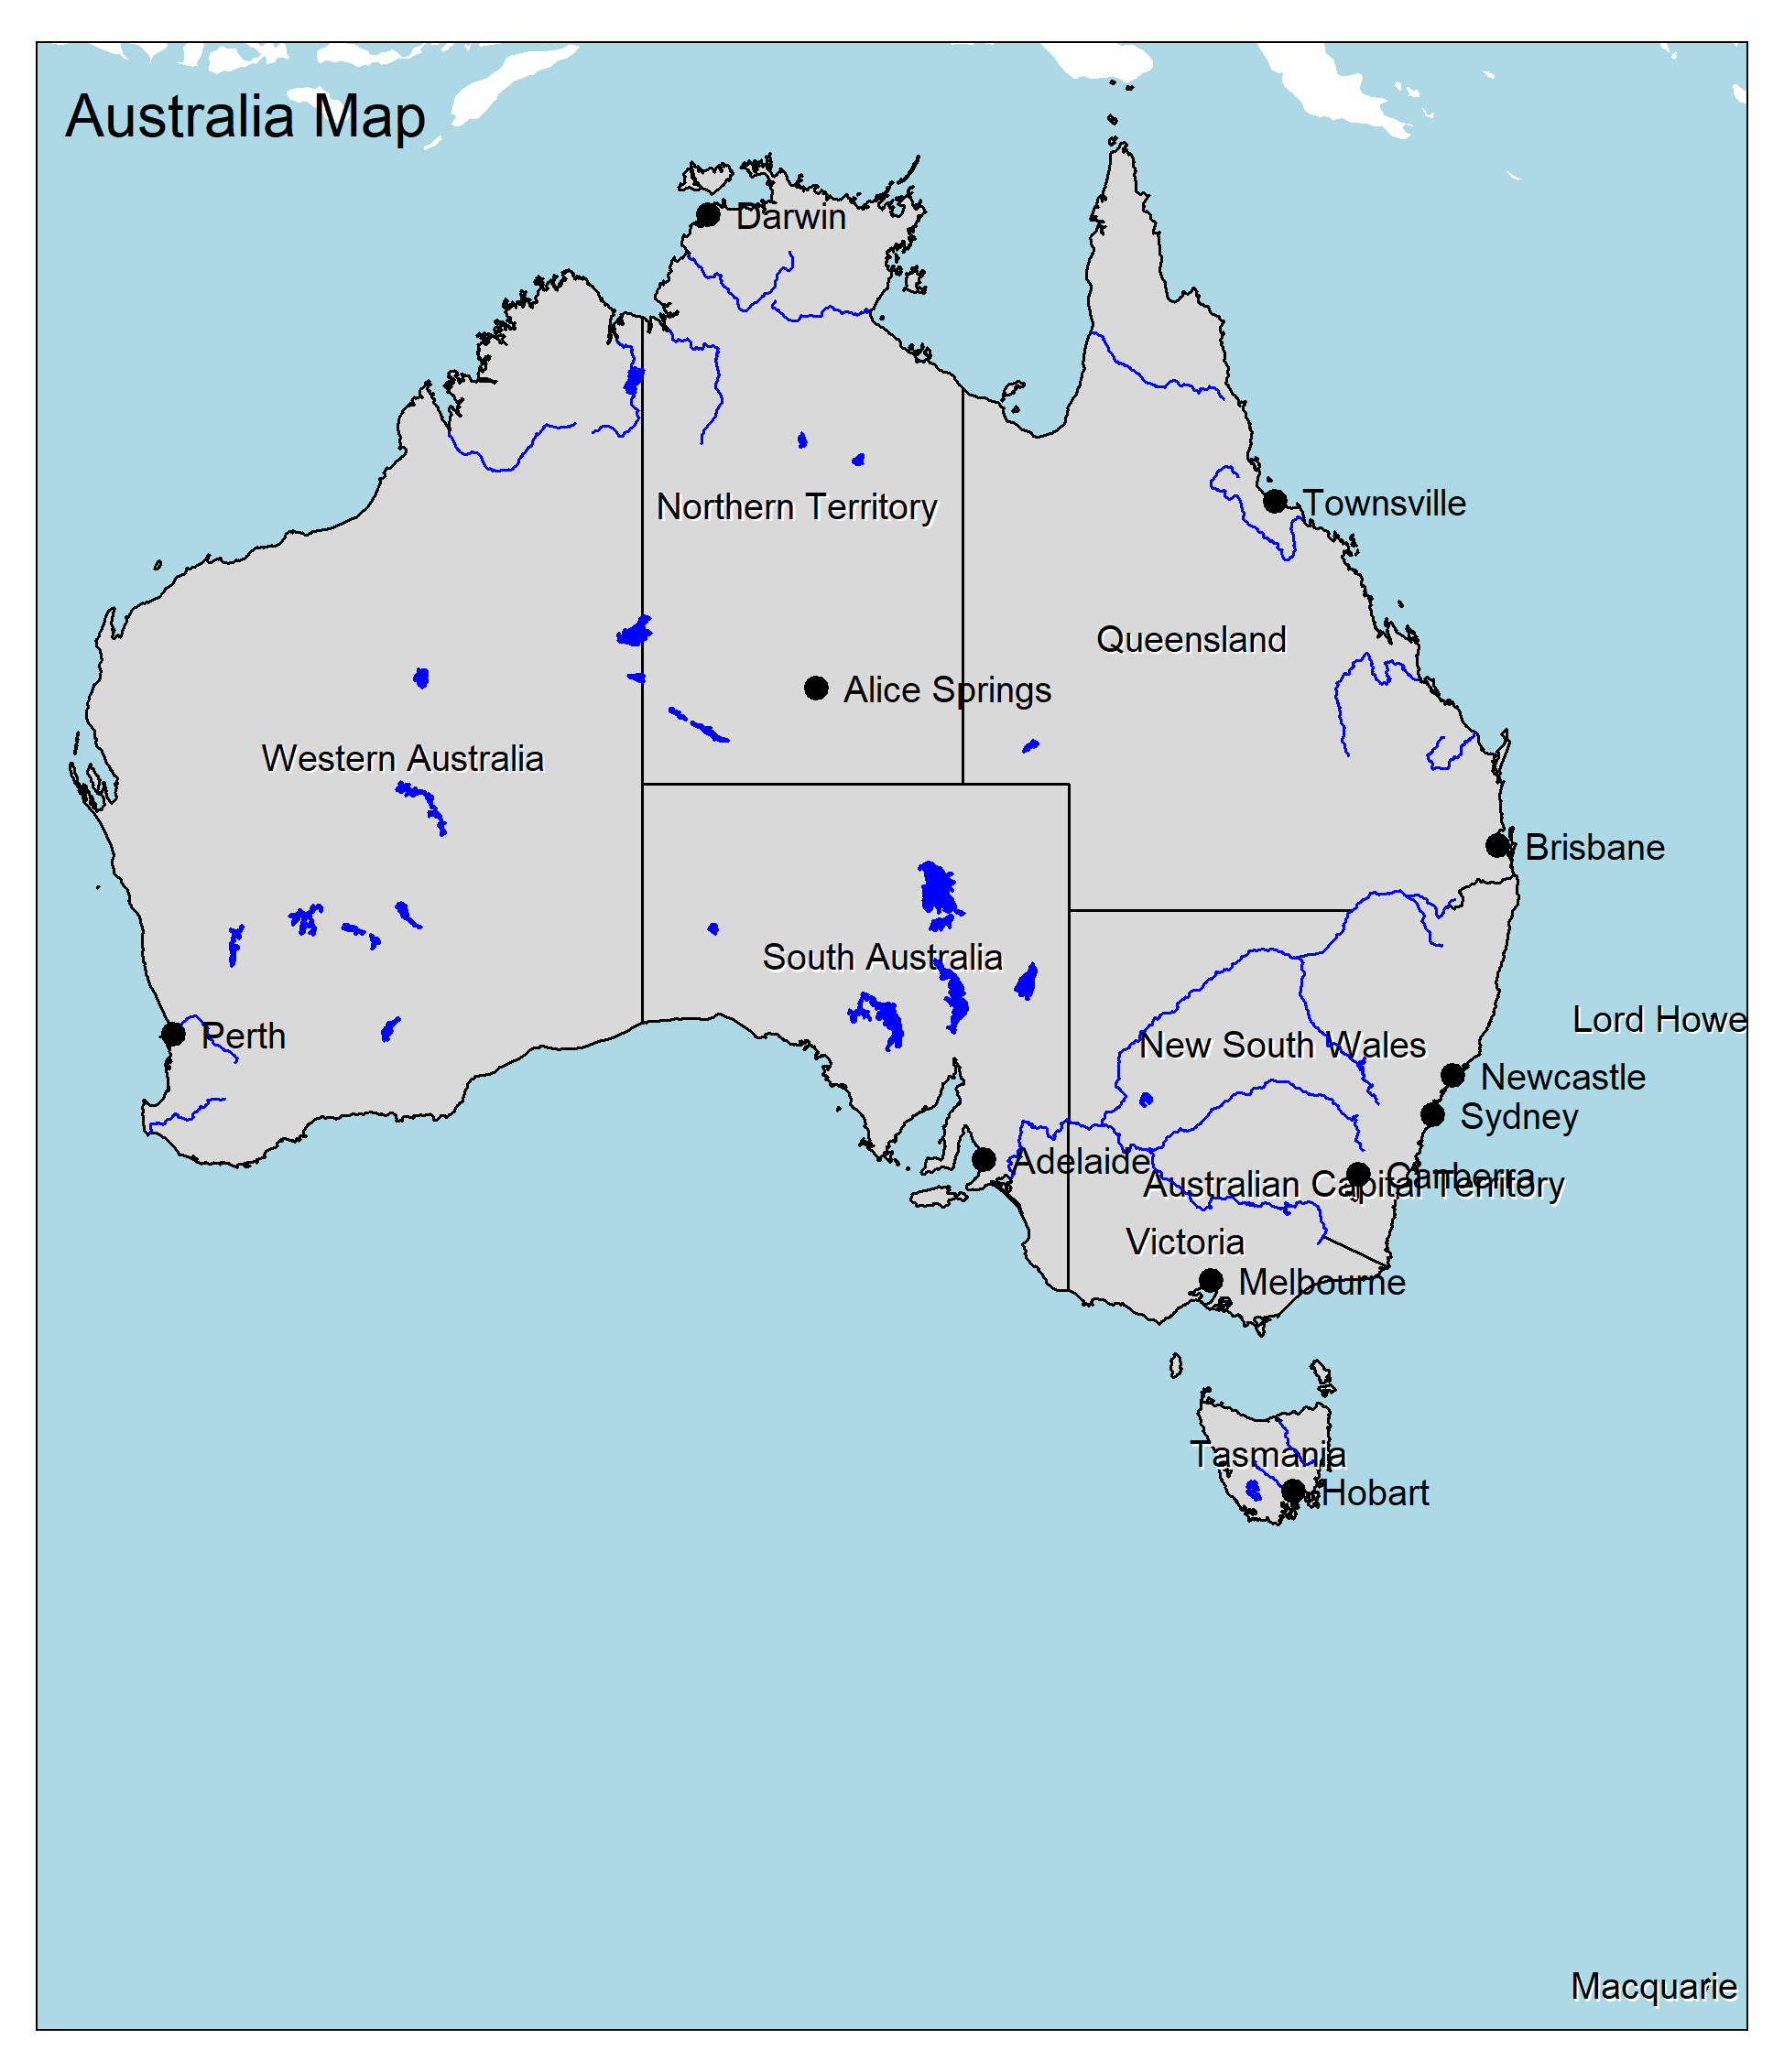 Australia Map
Darwin
Northern Territory
Townsville
Queensland
Alice Springs
Western Australia
Brisbane
South Australia
Lord Howe
Perth
New South Wales
Newcastle
Sydney
Adelaide
Canberra
Australian Capital Territory
Victoria
Melbourne
Tasmania
Hobart
Macquarie